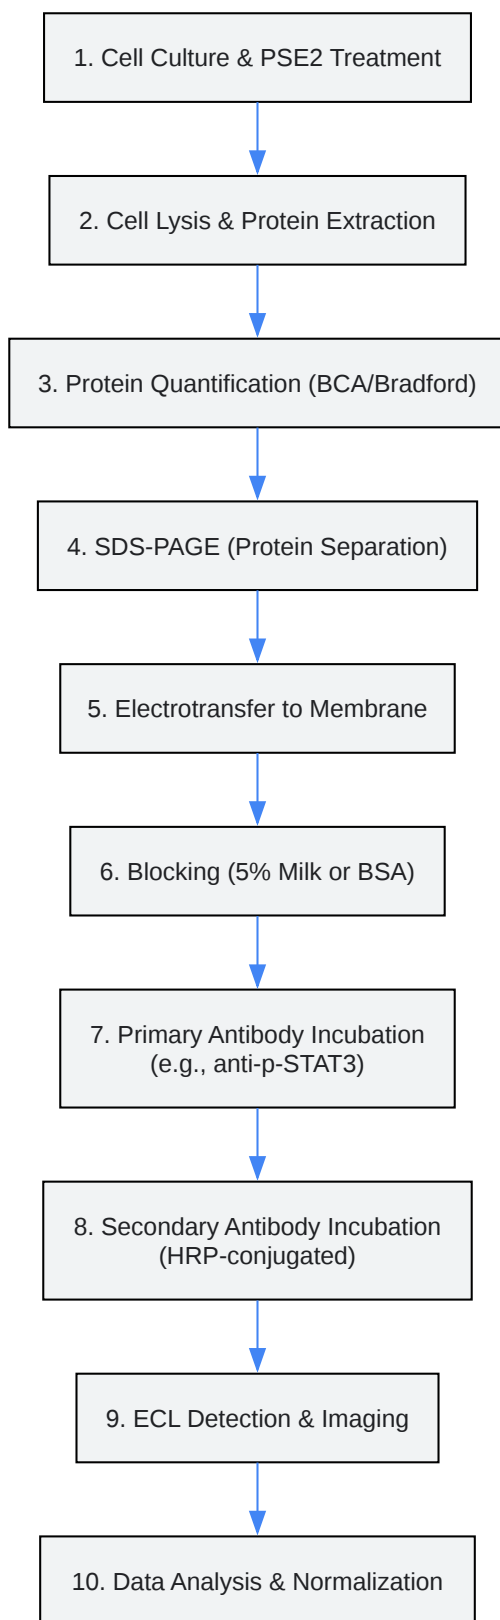 1. Cell Culture & PSE2 Treatment
2. Cell Lysis & Protein Extraction
3. Protein Quantification (BCA/Bradford)
4. SDS-PAGE (Protein Separation)
5. Electrotransfer to Membrane
6. Blocking (5% Milk or BSA)
7. Primary Antibody Incubation
(e.g., anti-p-STAT3)
8. Secondary Antibody Incubation
(HRP-conjugated)
9. ECL Detection & Imaging
10. Data Analysis & Normalization